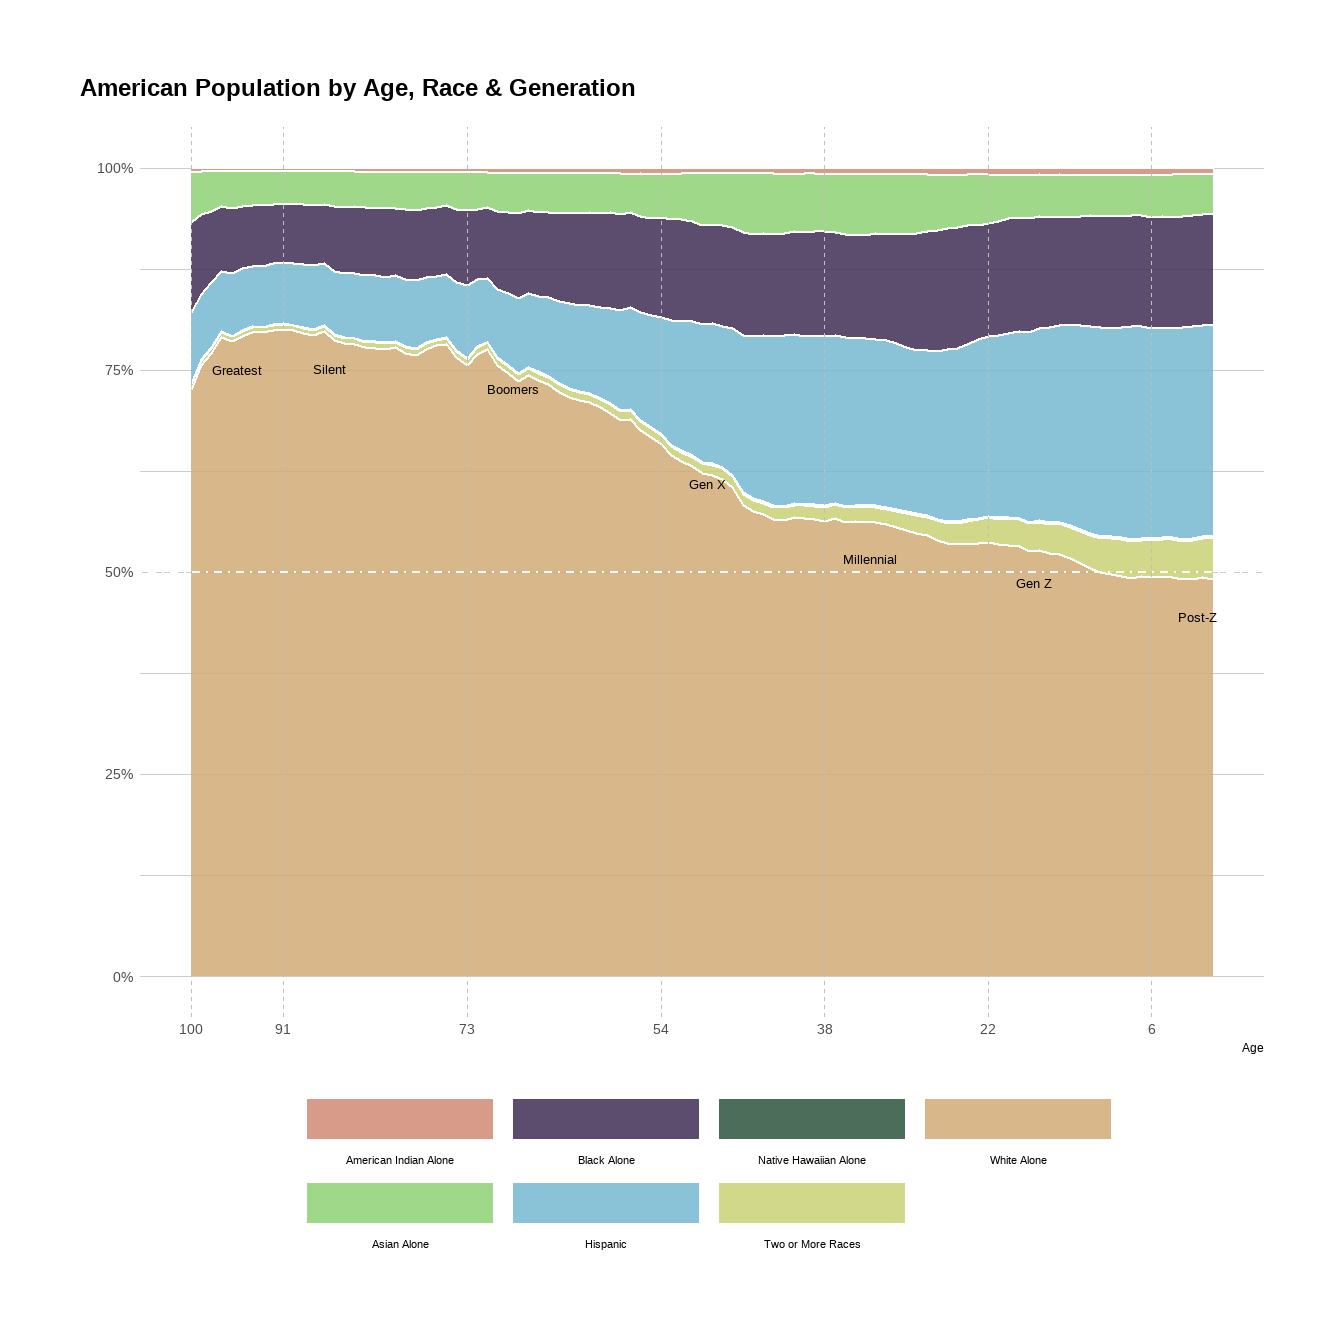 American Population by Age, Race & Generation
100%
75%
50%
25%
0%
Greatest
Silent
Boomers
Gen X
Millennial
Gen Z
Post-Z
100 91 73 54 38 22 6
Age
American Indian Alone Black Alone Native Hawaiian Alone White Alone
Asian Alone Hispanic Two or More Races